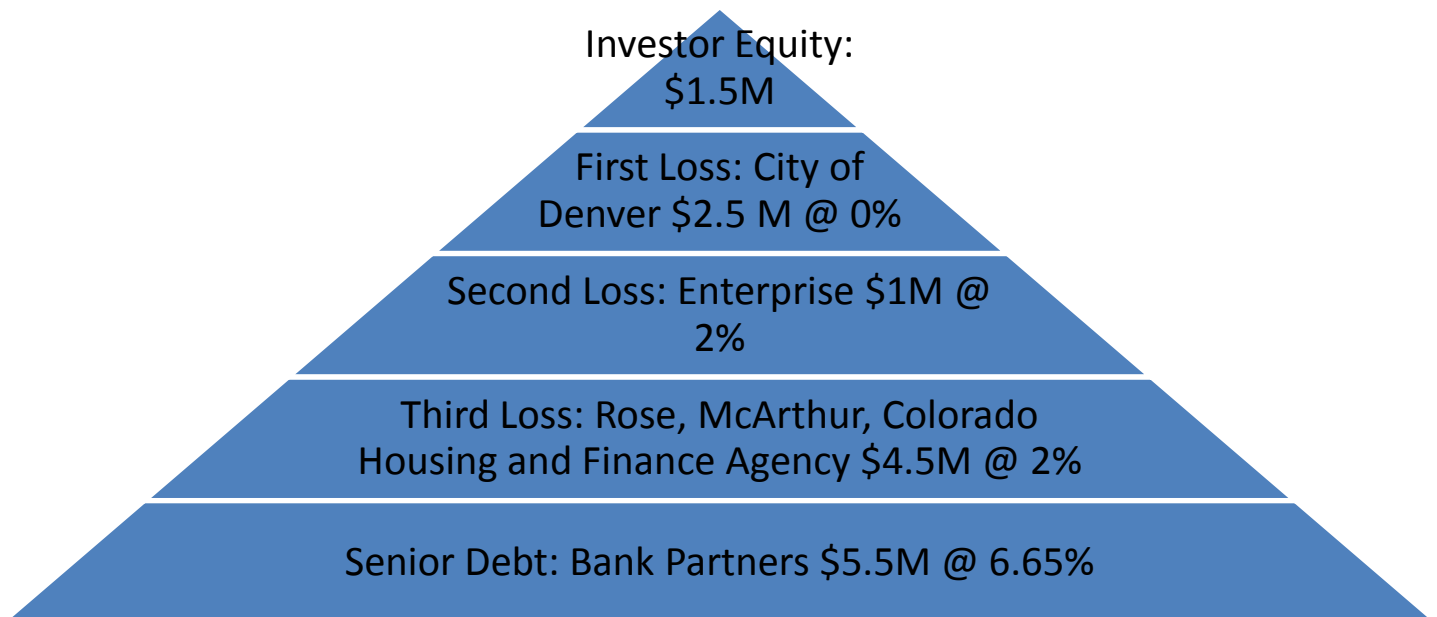 Investor Equity:
$1.5M
First Loss: City of
Denver $2.5 M @ 0%
Second Loss: Enterprise $1M @
2%
Third Loss: Rose, McArthur, Colorado
Housing and Finance Agency $4.5M @ 2%
Senior Debt: Bank Partners $5.5M @ 6.65%